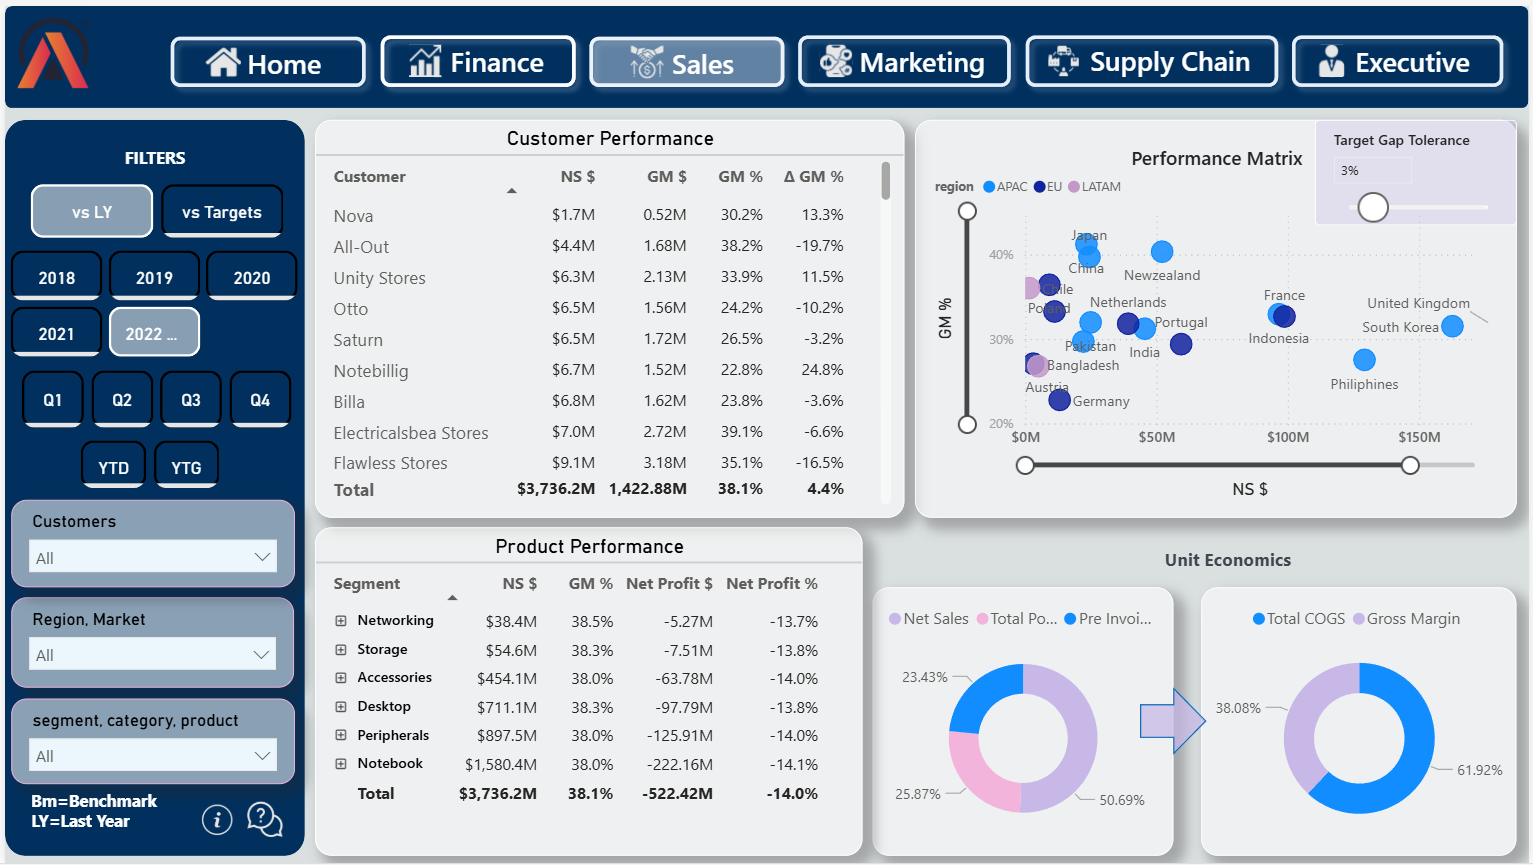 Home
Finance
Sales
Marketing
Supply Chain
Executive
FILTERS
vs LY
vs Targets
2018
2019
2020
2021
2022 ...
Q1
Q2
Q3
Q4
YTD
YTG
Customers
All
Region, Market
All
segment, category, product
All
Bm=Benchmark
LY=Last Year
Customer Performance
Customer NS $ GM $ GM % Δ GM %
Nova $1.7M 0.52M 30.2% 13.3%
All-Out $4.4M 1.68M 38.2% -19.7%
Unity Stores $6.3M 2.13M 33.9% 11.5%
Otto $6.5M 1.56M 24.2% -10.2%
Saturn $6.5M 1.72M 26.5% -3.2%
Notebillig $6.7M 1.52M 22.8% 24.8%
Billa $6.8M 1.62M 23.8% -3.6%
Electricalsbea Stores $7.0M 2.72M 39.1% -6.6%
Flawless Stores $9.1M 3.18M 35.1% -16.5%
Total $3,736.2M 1,422.88M 38.1% 4.4%
Performance Matrix
Target Gap Tolerance
3%
region APAC EU LATAM
GM %
40%
30%
20%
Japan
China
Newzealand
Chile
Poland
Netherlands
Portugal
Pakistan
India
Bangladesh
Austria
Germany
France
Indonesia
United Kingdom
South Korea
Philiphines
$0M $50M $100M $150M
NS $
Product Performance
Segment NS $ GM % Net Profit $ Net Profit %
Networking $38.4M 38.5% -5.27M -13.7%
Storage $54.6M 38.3% -7.51M -13.8%
Accessories $454.1M 38.0% -63.78M -14.0%
Desktop $711.1M 38.3% -97.79M -13.8%
Peripherals $897.5M 38.0% -125.91M -14.0%
Notebook $1,580.4M 38.0% -222.16M -14.1%
Total $3,736.2M 38.1% -522.42M -14.0%
Unit Economics
Net Sales Total Po... Pre Invoi...
23.43%
25.87%
50.69%
Total COGS Gross Margin
38.08%
61.92%